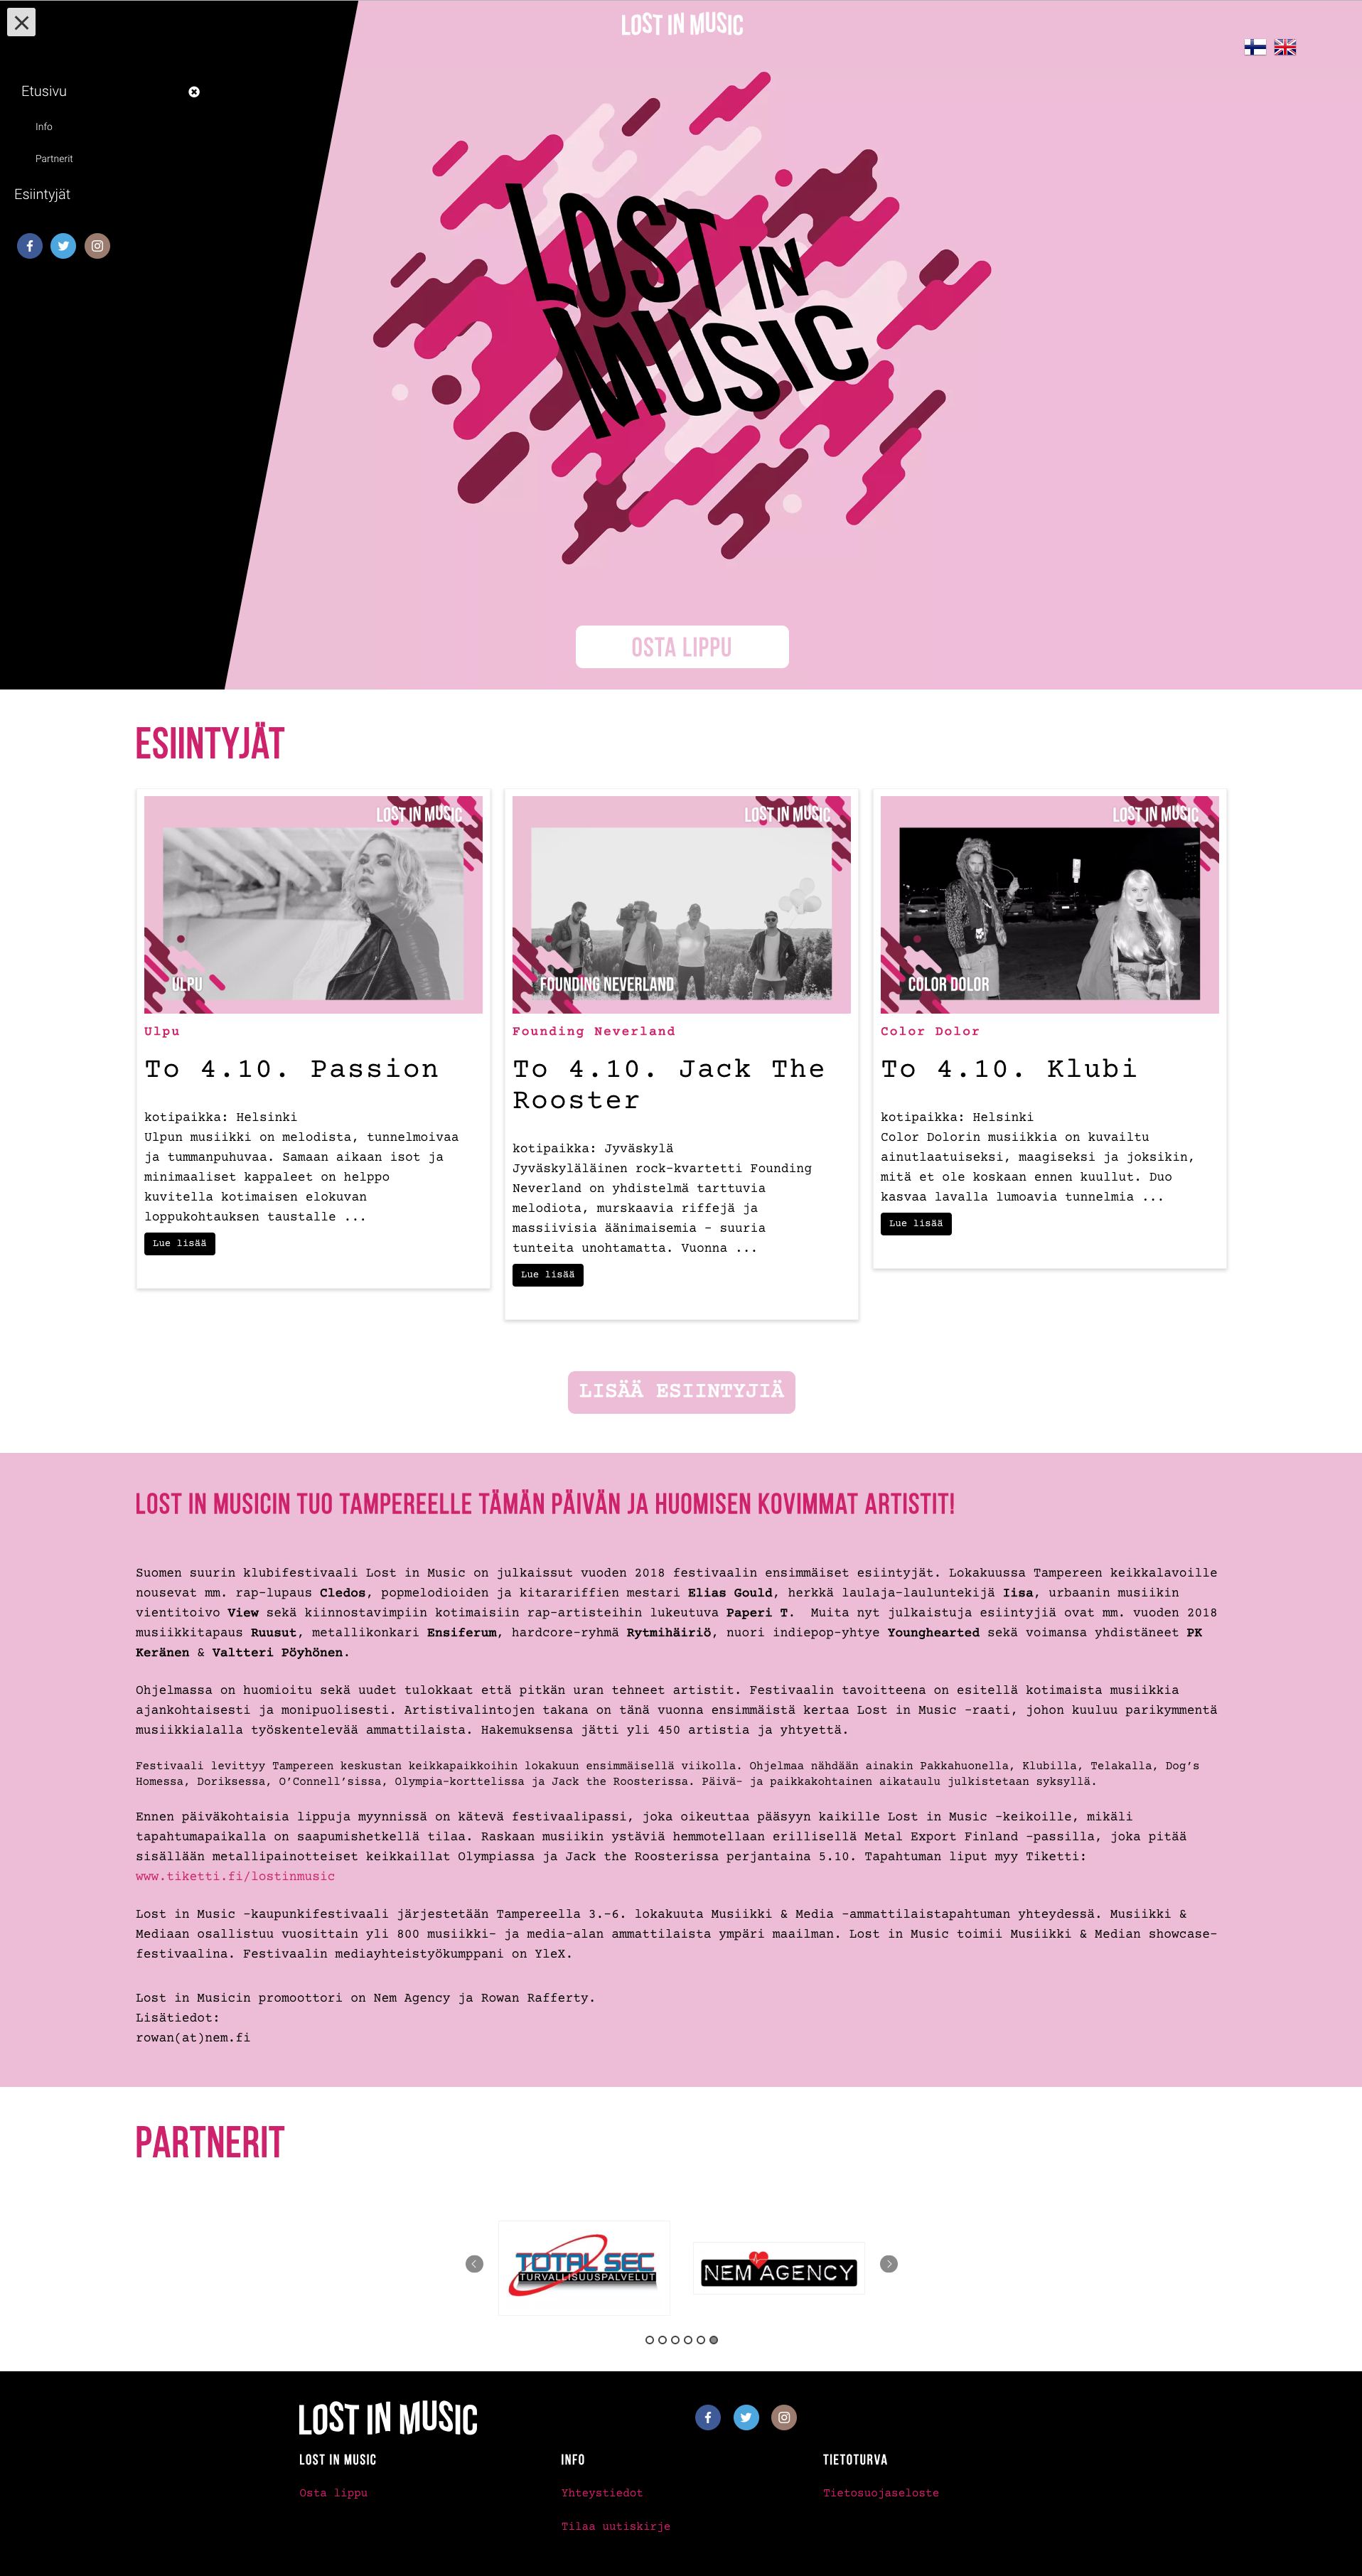 LOST IN MUSIC
Etusivu
Info
Partnerit
Esiintyjät
LOST IN
MUSIC
OSTA LIPPU
ESIINTYJÄT
LOST IN MUSIC
ULPU
Ulpu
To 4.10. Passion
kotipaikka: Helsinki
Ulpun musiikki on melodista, tunnelmoivaa
ja tummanpuhuvaa. Samaan aikaan isot ja
minimaaliset kappaleet on helppo
kuvitella kotimaisen elokuvan
loppukohtauksen taustalle ...
Lue lisää
LOST IN MUSIC
FOUNDING NEVERLAND
Founding Neverland
To 4.10. Jack The
Rooster
kotipaikka: Jyväskylä
Jyväskyläläinen rock-kvartetti Founding
Neverland on yhdistelmä tarttuvia
melodiota, murskaavia riffejä ja
massiivisia äänimaisemia – suuria
tunteita unohtamatta. Vuonna ...
Lue lisää
LOST IN MUSIC
COLOR DOLOR
Color Dolor
To 4.10. Klubi
kotipaikka: Helsinki
Color Dolorin musiikkia on kuvailtu
ainutlaatuiseksi, maagiseksi ja joksikin,
mitä et ole koskaan ennen kuullut. Duo
kasvaa lavalla lumoavia tunnelmia ...
Lue lisää
LISÄÄ ESIINTYJIÄ
LOST IN MUSICIN TUO TAMPEREELLE TÄMÄN PÄIVÄN JA HUOMISEN KOVIMMAT ARTISTIT!
Suomen suurin klubifestivaali Lost in Music on julkaissut vuoden 2018 festivaalin ensimmäiset esiintyjät. Lokakuussa Tampereen keikkalavoille
nousevat mm. rap-lupaus Cledos, popmelodioiden ja kitarariffien mestari Elias Gould, herkkä laulaja-lauluntekijä Iisa, urbaanin musiikin
vientitoivo View sekä kiinnostavimpiin kotimaisiin rap-artisteihin lukeutuva Paperi T. Muita nyt julkaistuja esiintyjiä ovat mm. vuoden 2018
musiikkitapaus Ruusut, metallikonkari Ensiferum, hardcore-ryhmä Rytmihäiriö, nuori indiepop-yhtye Younghearted sekä voimansa yhdistäneet PK
Keränen & Valtteri Pöyhönen.
Ohjelmassa on huomioitu sekä uudet tulokkaat että pitkän uran tehneet artistit. Festivaalin tavoitteena on esitellä kotimaista musiikkia
ajankohtaisesti ja monipuolisesti. Artistivalintojen takana on tänä vuonna ensimmäistä kertaa Lost in Music -raati, johon kuuluu parikymmentä
musiikkialalla työskentelevää ammattilaista. Hakemuksensa jätti yli 450 artistia ja yhtyettä.
Festivaali levittyy Tampereen keskustan keikkapaikkoihin lokakuun ensimmäisellä viikolla. Ohjelmaa nähdään ainakin Pakkahuonella, Klubilla, Telakalla, Dog’s
Homessa, Doriksessa, O’Connell’sissa, Olympia-korttelissa ja Jack the Roosterissa. Päivä- ja paikkakohtainen aikataulu julkistetaan syksyllä.
Ennen päiväkohtaisia lippuja myynnissä on kätevä festivaalipassi, joka oikeuttaa pääsyyn kaikille Lost in Music -keikoille, mikäli
tapahtumapaikalla on saapumishetkellä tilaa. Raskaan musiikin ystäviä hemmotellaan erillisellä Metal Export Finland -passilla, joka pitää
sisällään metallipainotteiset keikkaillat Olympiassa ja Jack the Roosterissa perjantaina 5.10. Tapahtuman liput myy Tiketti:
www.tiketti.fi/lostinmusic
Lost in Music -kaupunkifestivaali järjestetään Tampereella 3.-6. lokakuuta Musiikki & Media -ammattilaistapahtuman yhteydessä. Musiikki &
Mediaan osallistuu vuosittain yli 800 musiikki- ja media-alan ammattilaista ympäri maailman. Lost in Music toimii Musiikki & Median showcase-
festivaalina. Festivaalin mediayhteistyökumppani on YleX.
Lost in Musicin promoottori on Nem Agency ja Rowan Rafferty.
Lisätiedot:
rowan(at)nem.fi
PARTNERIT
TOTAL SEC
TURVALLISUUSPALVELUT
NEM AGENCY
LOST IN MUSIC
LOST IN MUSIC
Osta lippu
INFO
Yhteystiedot
Tilaa uutiskirje
TIETOTURVA
Tietosuojaseloste